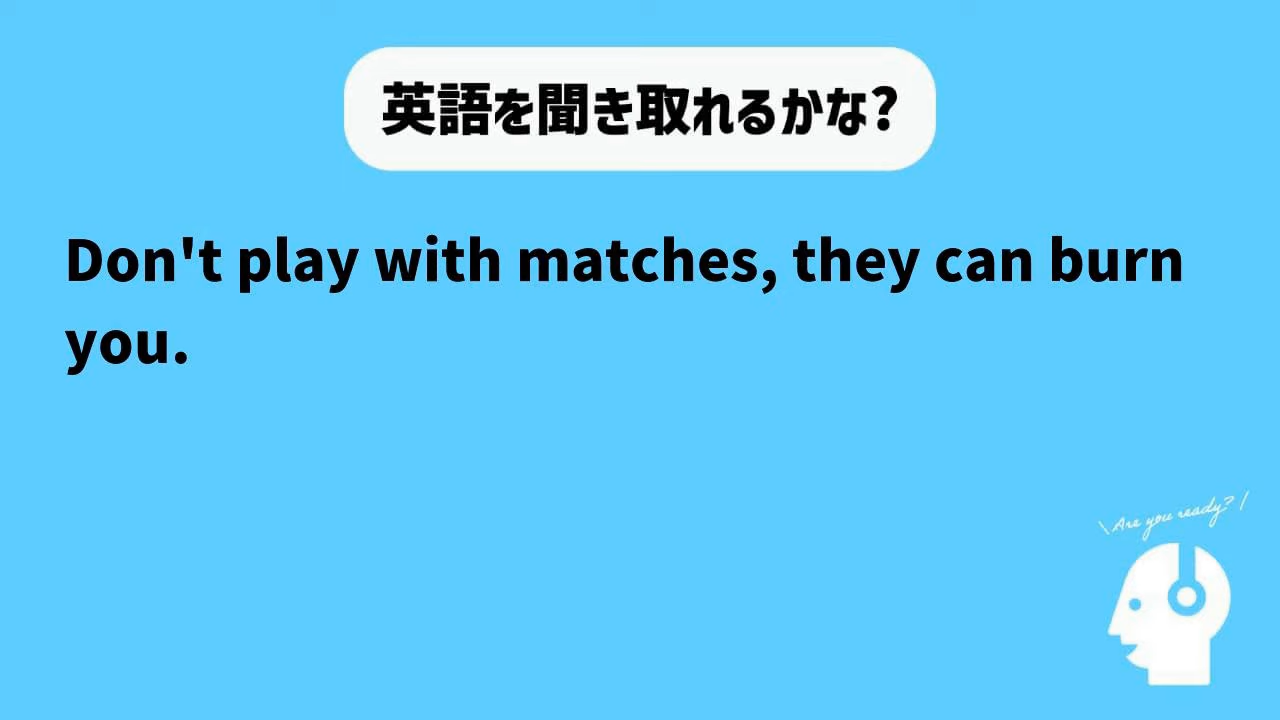 英語を聞き取れるかな?
Don't play with matches, they can burn
you.
\ Are you ready? /